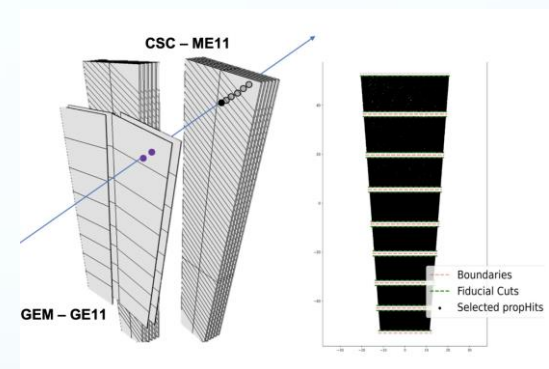 CSC – ME11
GEM – GE11
Boundaries
Fiducial Cuts
Selected propHits